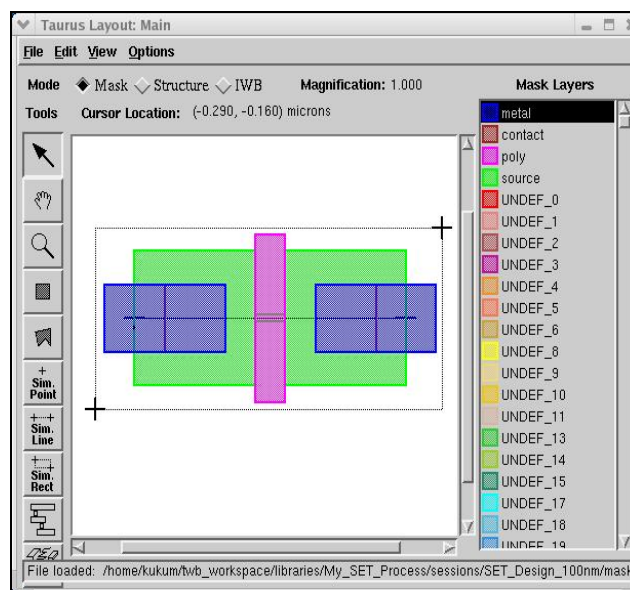 Taurus Layout: Main
File Edit View Options
Mode Mask Structure IWB Magnification: 1.000 Mask Layers
Tools Cursor Location: (-0.290, -0.160) microns
metal
contact
poly
source
UNDEF_0
UNDEF_1
UNDEF_2
UNDEF_3
UNDEF_4
UNDEF_5
UNDEF_6
UNDEF_8
UNDEF_9
UNDEF_10
UNDEF_11
UNDEF_13
UNDEF_14
UNDEF_15
UNDEF_17
UNDEF_18
UNDEF_19
Sim.
Point
Sim.
Line
Sim.
Rect
File loaded: /home/kukum/twb_workspace/libraries/My_SET_Process/sessions/SET_Design_100nm/mask